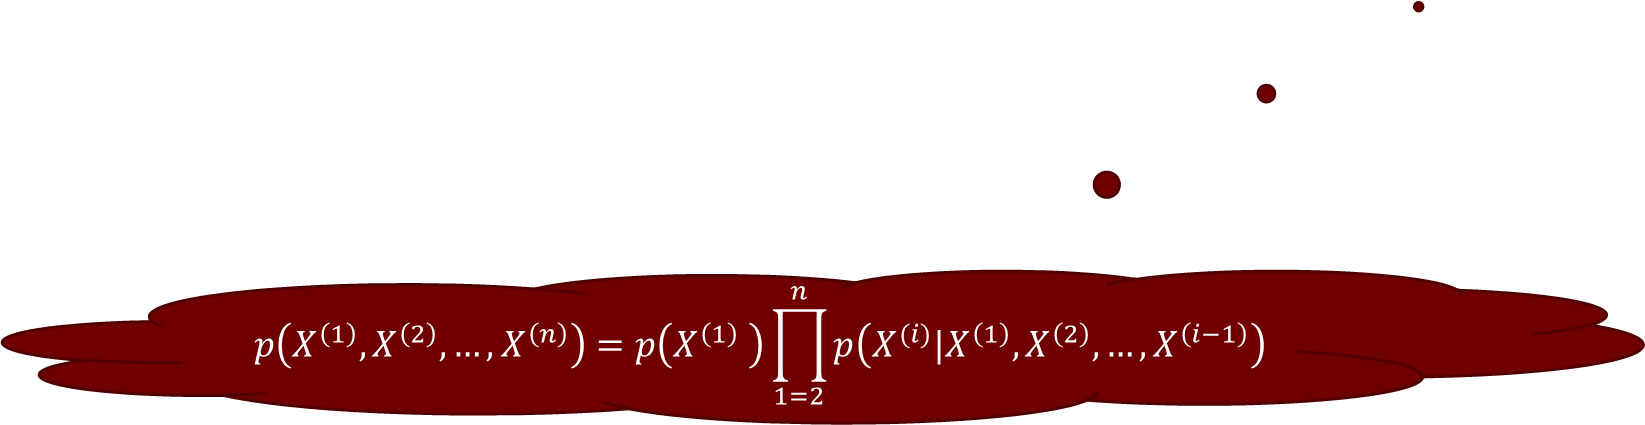 p(X⁽¹⁾, X⁽²⁾, …, X⁽ⁿ⁾) = p(X⁽¹⁾ ) ∏_{1=2}^{n} p(X⁽ⁱ⁾|X⁽¹⁾, X⁽²⁾, …, X⁽ⁱ⁻¹⁾)